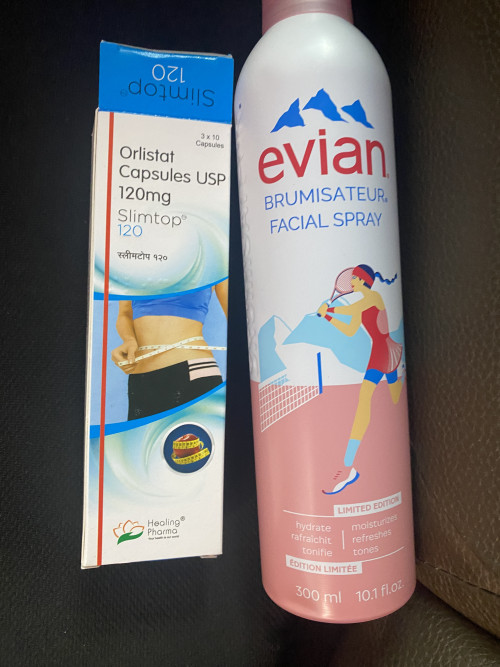 Slimtop®
120
3 x 10
Capsules
Orlistat
Capsules USP
120mg
Slimtop®
120
स्लीमटोप १२०
Healing®
Pharma
evian®
BRUMISATEUR®
FACIAL SPRAY
LIMITED EDITION
hydrate
rafraîchit
tonifie
moisturizes
refreshes
tones
ÉDITION LIMITÉE
300 ml 10.1 fl.oz